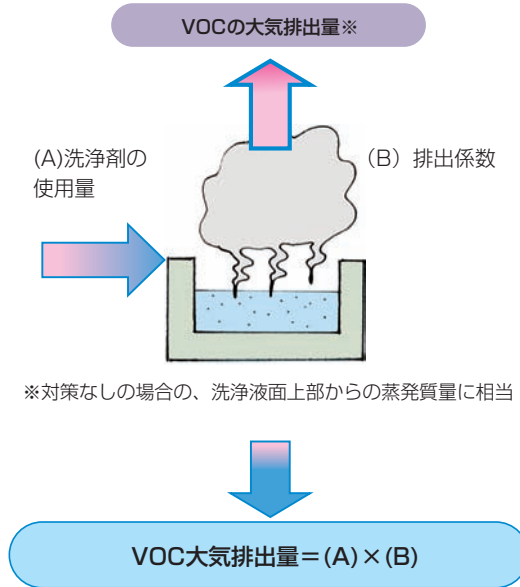 VOCの大気排出量※
(A)洗浄剤の
使用量
（B）排出係数
※対策なしの場合の、洗浄液面上部からの蒸発質量に相当
VOC大気排出量＝(A)×(B)